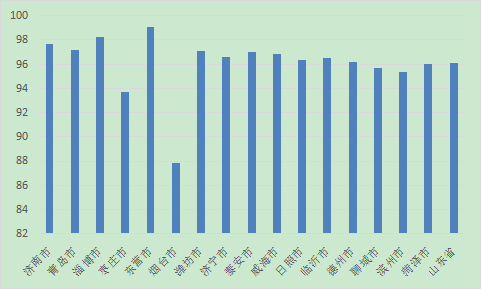 100
98
96
94
92
90
88
86
84
82
济南市
青岛市
淄博市
枣庄市
东营市
烟台市
潍坊市
济宁市
泰安市
威海市
日照市
临沂市
德州市
聊城市
滨州市
菏泽市
山东省